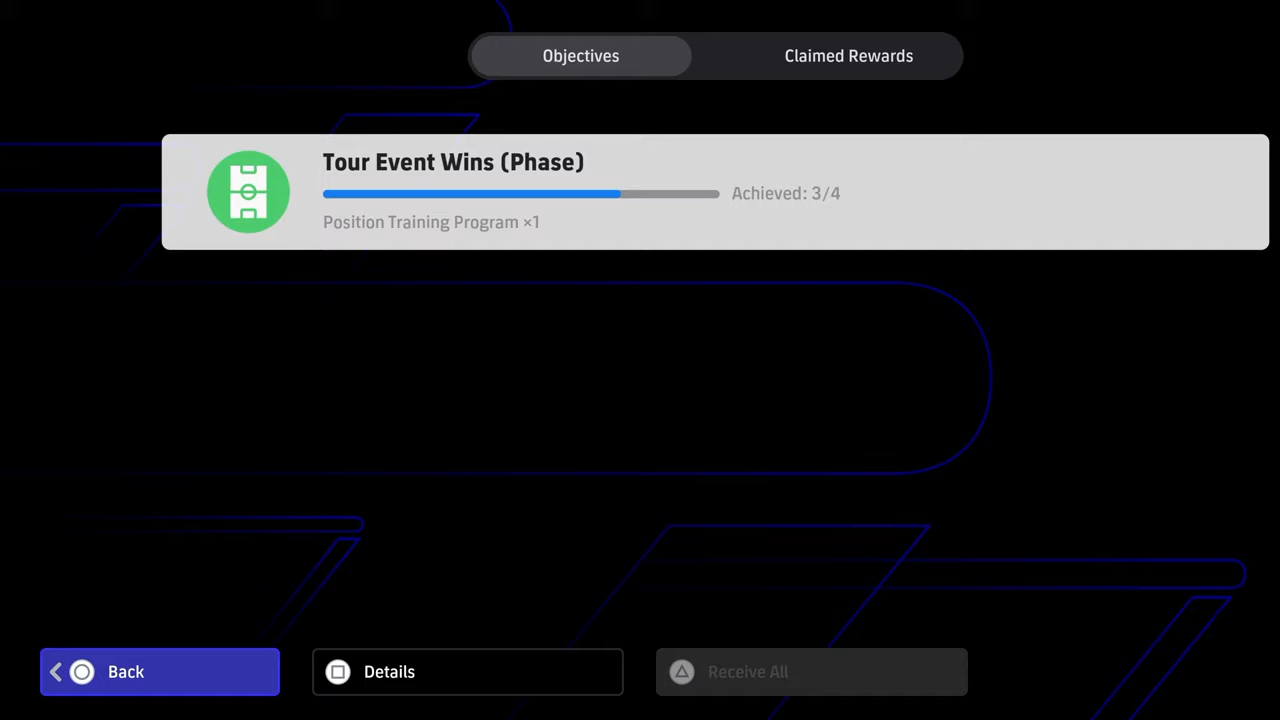 Objectives
Claimed Rewards
Tour Event Wins (Phase)
Achieved: 3/4
Position Training Program ×1
Back
Details
Receive All